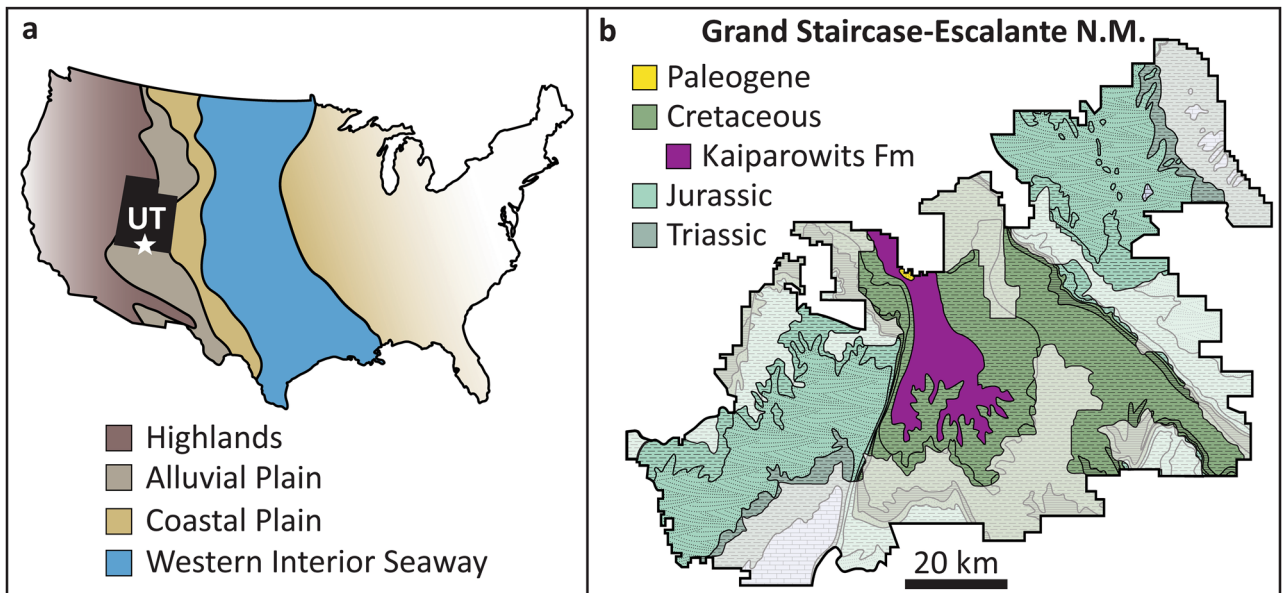 a
UT
Highlands
Alluvial Plain
Coastal Plain
Western Interior Seaway
b
Grand Staircase-Escalante N.M.
Paleogene
Cretaceous
Kaiparowits Fm
Jurassic
Triassic
20 km